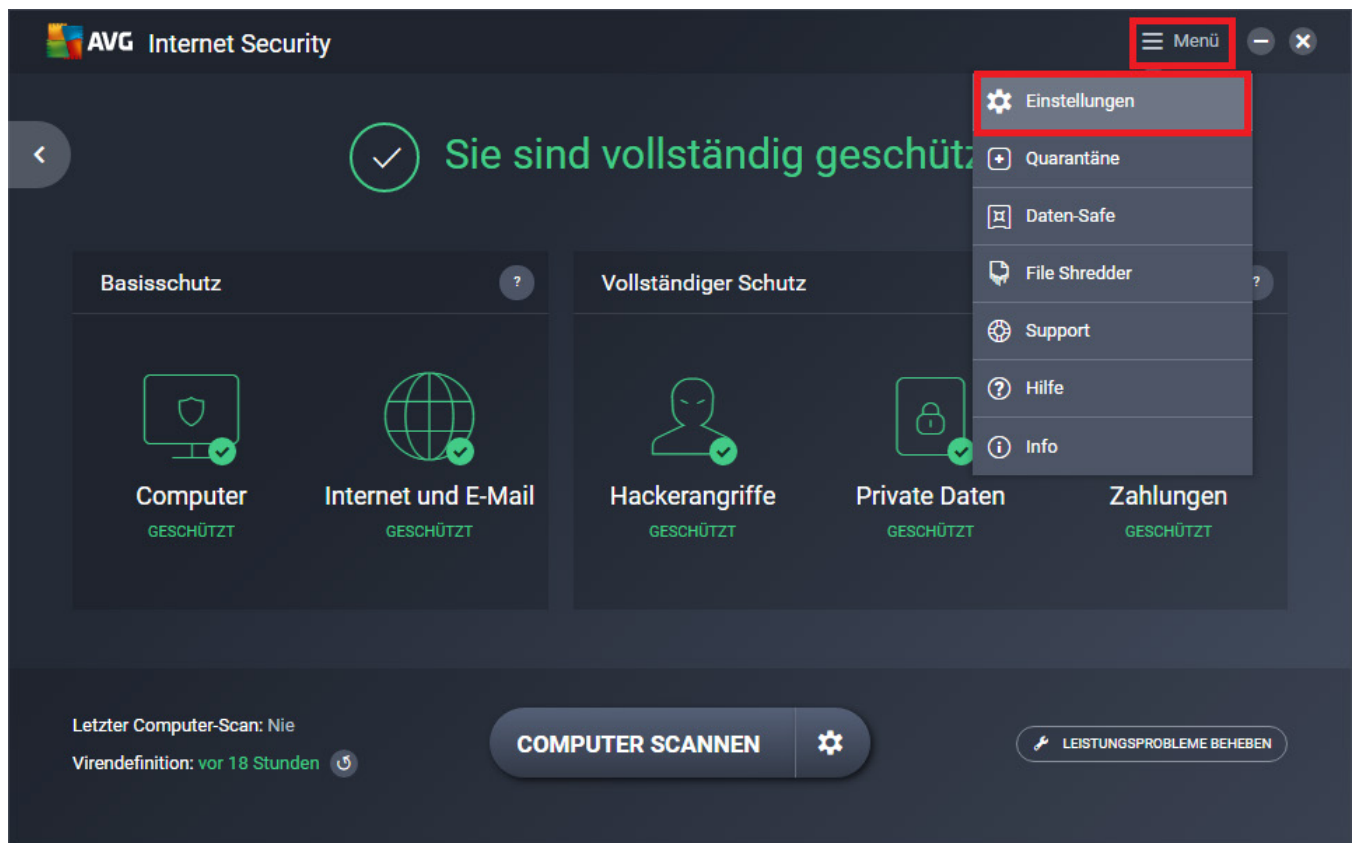 AVG Internet Security
Menü
Einstellungen
Quarantäne
Daten-Safe
File Shredder
Support
Hilfe
Info
Sie sind vollständig geschütz
Basisschutz
?
Vollständiger Schutz
?
Computer
GESCHÜTZT
Internet und E-Mail
GESCHÜTZT
Hackerangriffe
GESCHÜTZT
Private Daten
GESCHÜTZT
Zahlungen
GESCHÜTZT
Letzter Computer-Scan: Nie
Virendefinition: vor 18 Stunden
COMPUTER SCANNEN
LEISTUNGSPROBLEME BEHEBEN